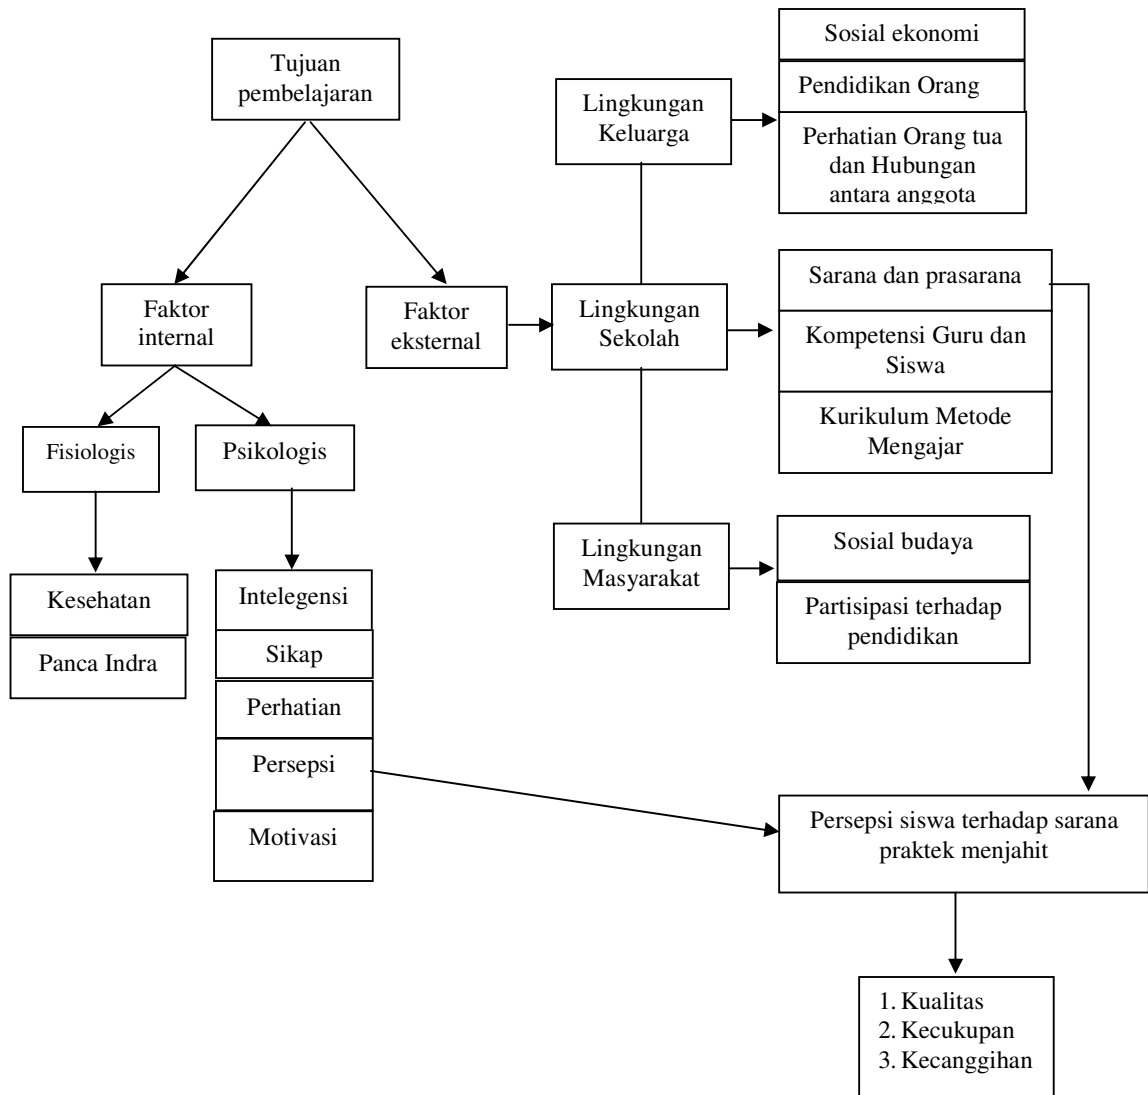 Tujuan
pembelajaran
Faktor
internal
Faktor
eksternal
Fisiologis
Psikologis
Kesehatan
Panca Indra
Intelegensi
Sikap
Perhatian
Persepsi
Motivasi
Lingkungan
Keluarga
Sosial ekonomi
Pendidikan Orang
Perhatian Orang tua
dan Hubungan
antara anggota
Lingkungan
Sekolah
Sarana dan prasarana
Kompetensi Guru dan
Siswa
Kurikulum Metode
Mengajar
Lingkungan
Masyarakat
Sosial budaya
Partisipasi terhadap
pendidikan
Persepsi siswa terhadap sarana
praktek menjahit
1. Kualitas
2. Kecukupan
3. Kecanggihan